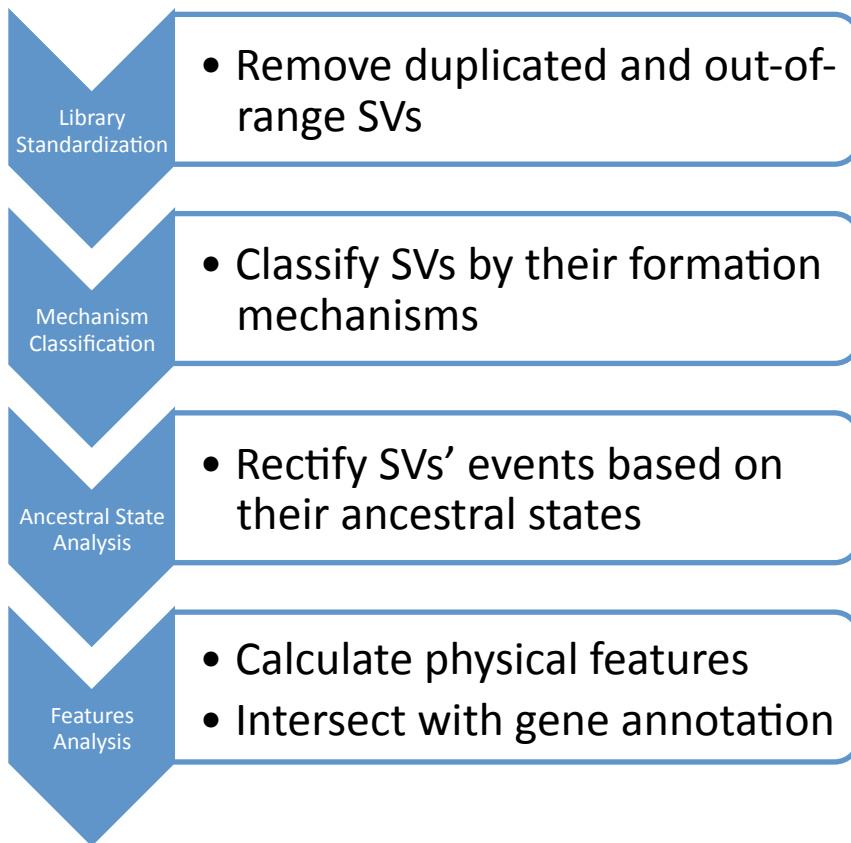 Library
Standardization
• Remove duplicated and out-of-
range SVs
Mechanism
Classification
• Classify SVs by their formation
mechanisms
Ancestral State
Analysis
• Rectify SVs’ events based on
their ancestral states
Features
Analysis
• Calculate physical features
• Intersect with gene annotation